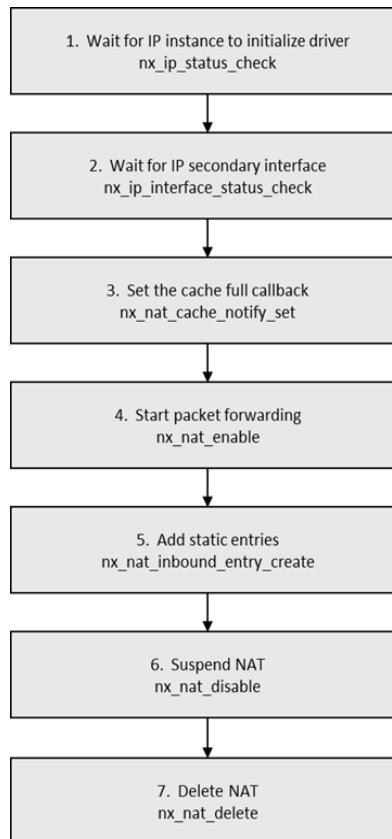 1. Wait for IP instance to initialize driver
nx_ip_status_check
2. Wait for IP secondary interface
nx_ip_interface_status_check
3. Set the cache full callback
nx_nat_cache_notify_set
4. Start packet forwarding
nx_nat_enable
5. Add static entries
nx_nat_inbound_entry_create
6. Suspend NAT
nx_nat_disable
7. Delete NAT
nx_nat_delete